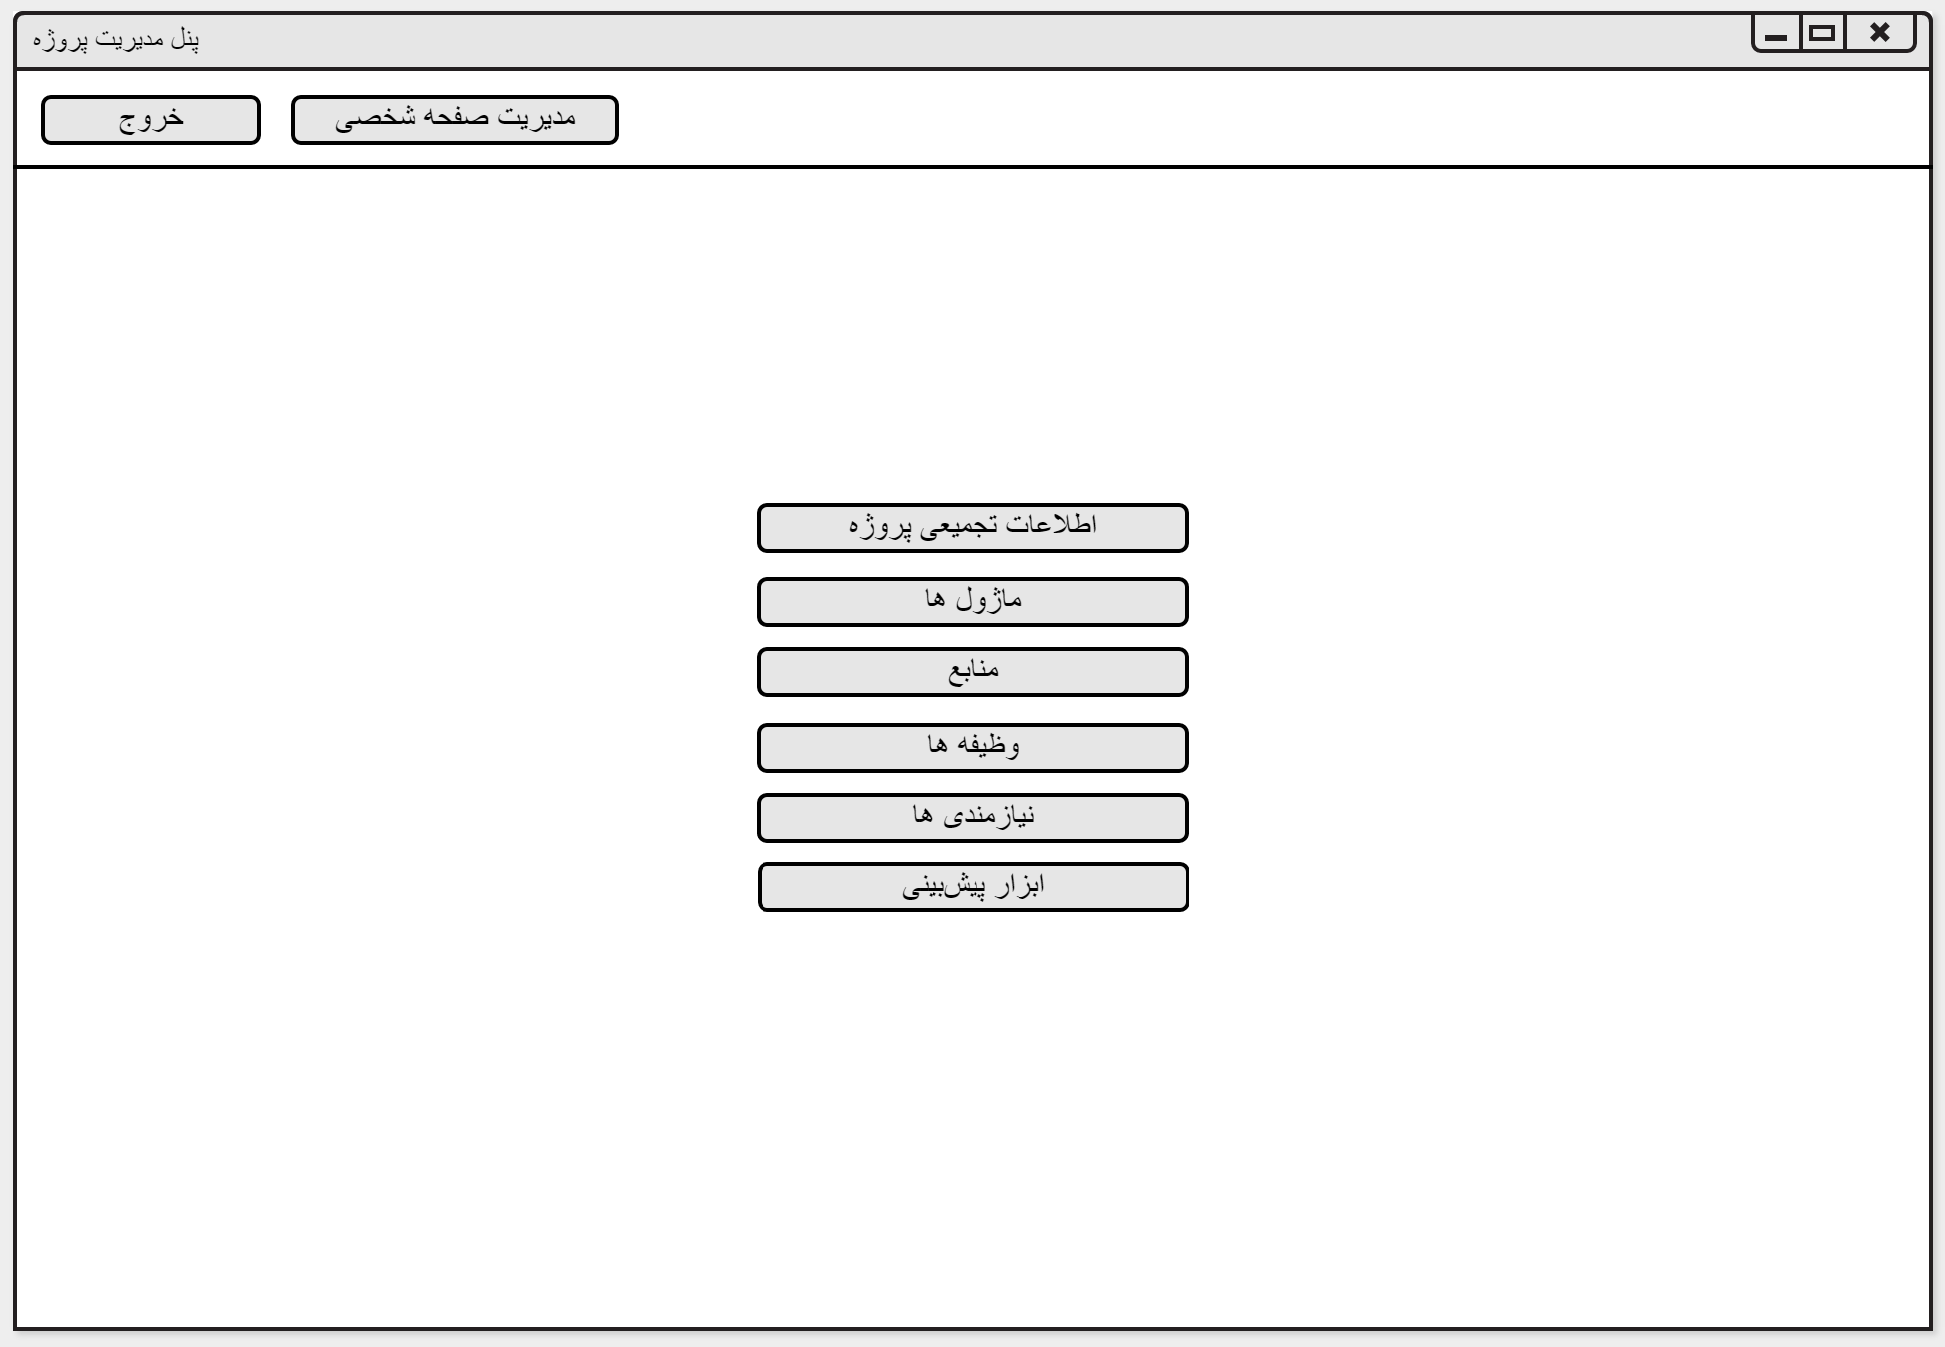 پنل مدیریت پروژه
خروج
مدیریت صفحه شخصی
اطلاعات تجمیعی پروژه
ماژول ها
منابع
وظیفه ها
نیازمندی ها
ابزار پیش‌بینی